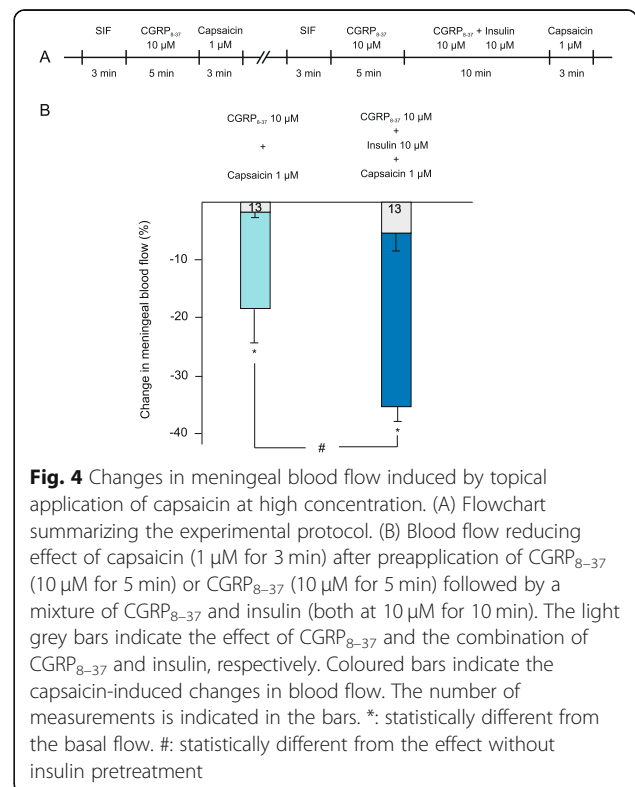 SIF CGRP₈₋₃₇ Capsaicin SIF CGRP₈₋₃₇ CGRP₈₋₃₇ + Insulin Capsaicin
10 µM 1 µM 10 µM 10 µM 10 µM 1 µM
A
3 min 5 min 3 min 3 min 5 min 10 min 3 min
B
CGRP₈₋₃₇ 10 µM
+
Capsaicin 1 µM
CGRP₈₋₃₇ 10 µM
+
Insulin 10 µM
+
Capsaicin 1 µM
Change in meningeal blood flow (%)
13 13
-10
-20
-30
-40
* *
#
Fig. 4 Changes in meningeal blood flow induced by topical
application of capsaicin at high concentration. (A) Flowchart
summarizing the experimental protocol. (B) Blood flow reducing
effect of capsaicin (1 µM for 3 min) after preapplication of CGRP₈₋₃₇
(10 µM for 5 min) or CGRP₈₋₃₇ (10 µM for 5 min) followed by a
mixture of CGRP₈₋₃₇ and insulin (both at 10 µM for 10 min). The light
grey bars indicate the effect of CGRP₈₋₃₇ and the combination of
CGRP₈₋₃₇ and insulin, respectively. Coloured bars indicate the
capsaicin-induced changes in blood flow. The number of
measurements is indicated in the bars. *: statistically different from
the basal flow. #: statistically different from the effect without
insulin pretreatment